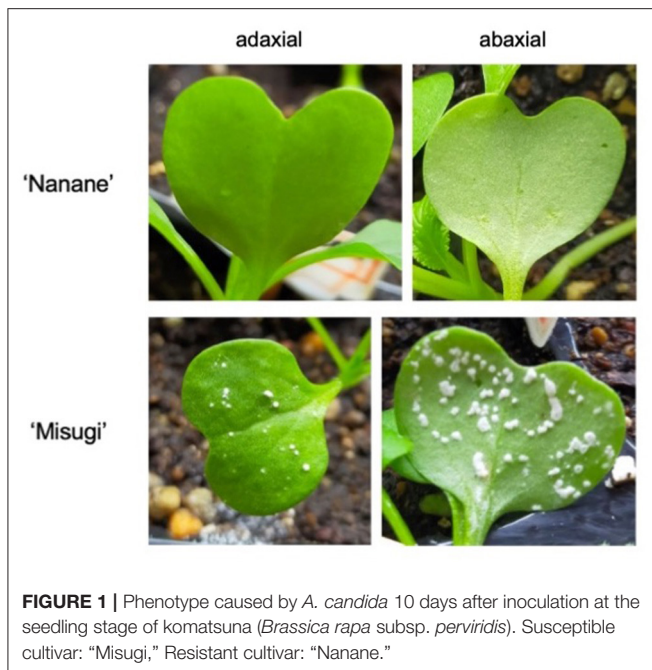 adaxial abaxial
'Nanane'
'Misugi'
FIGURE 1 | Phenotype caused by A. candida 10 days after inoculation at the
seedling stage of komatsuna (Brassica rapa subsp. perviridis). Susceptible
cultivar: “Misugi,” Resistant cultivar: “Nanane.”